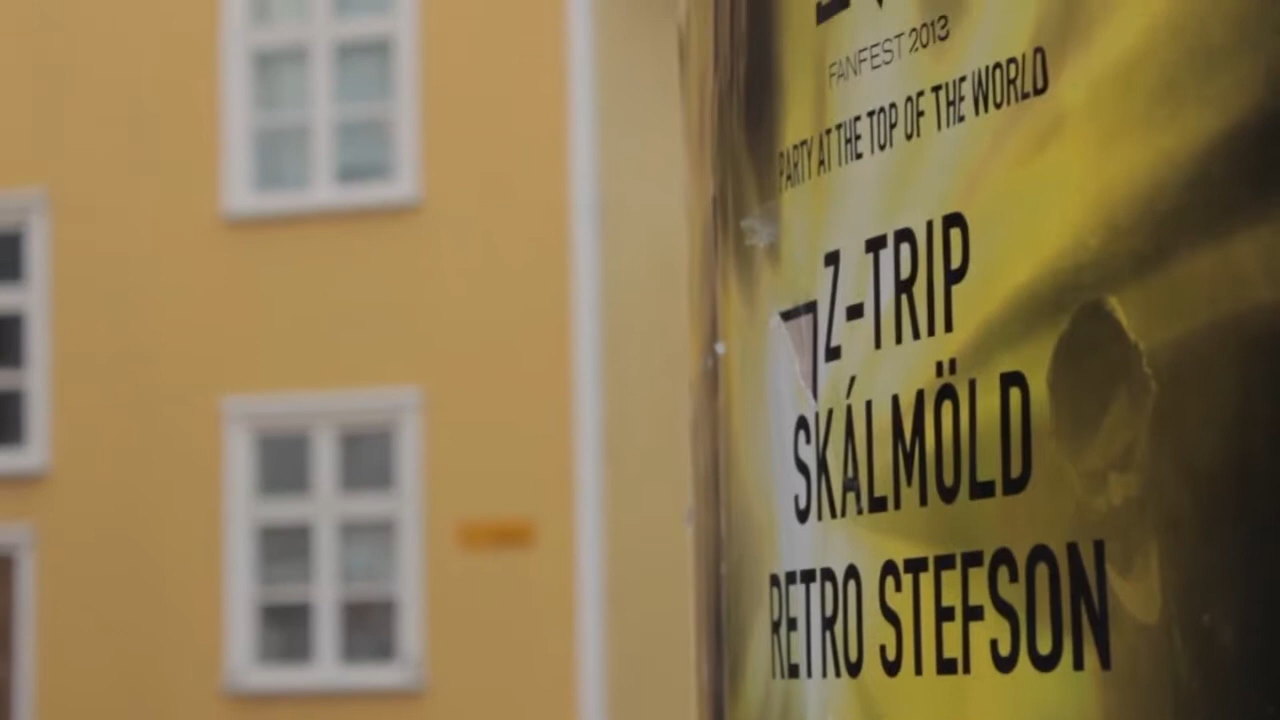 FANFEST 2013
PARTY AT THE TOP OF THE WORLD
Z-TRIP
SKÁLMÖLD
RETRO STEFSON